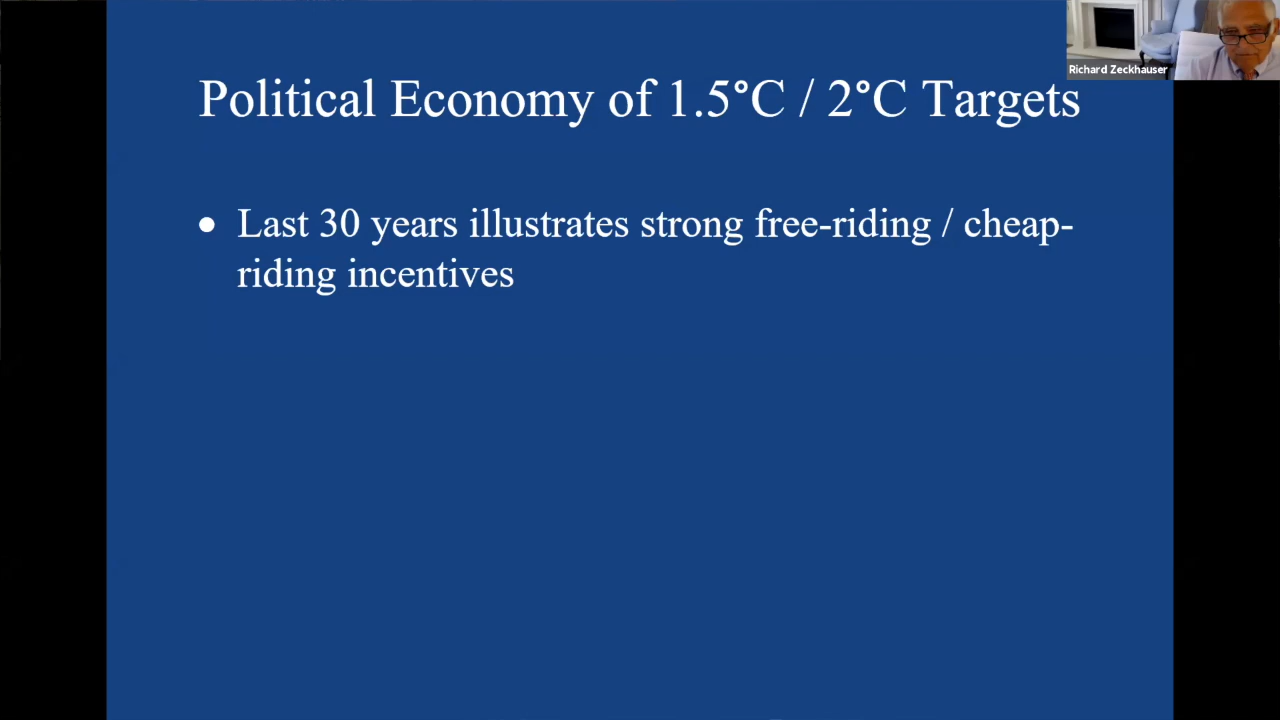 Richard Zeckhauser
Political Economy of 1.5°C / 2°C Targets
• Last 30 years illustrates strong free-riding / cheap-
riding incentives